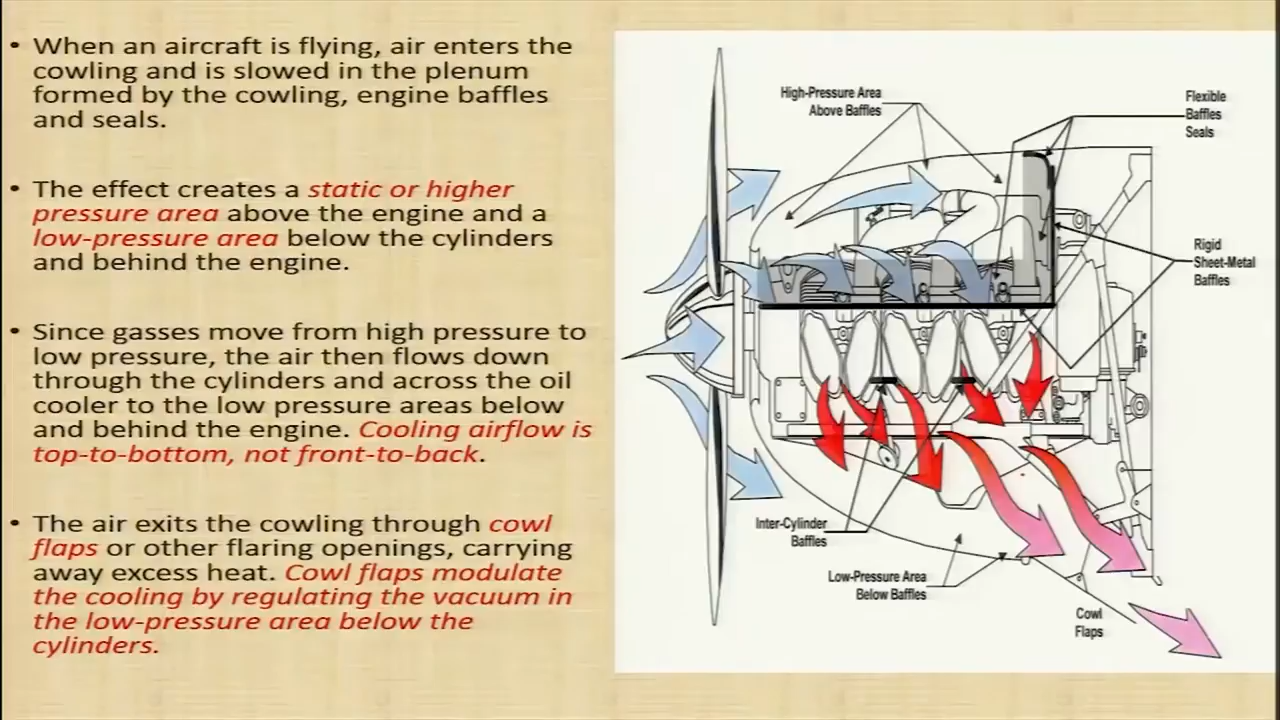 • When an aircraft is flying, air enters the
cowling and is slowed in the plenum
formed by the cowling, engine baffles
and seals.
• The effect creates a static or higher
pressure area above the engine and a
low-pressure area below the cylinders
and behind the engine.
• Since gasses move from high pressure to
low pressure, the air then flows down
through the cylinders and across the oil
cooler to the low pressure areas below
and behind the engine. Cooling airflow is
top-to-bottom, not front-to-back.
• The air exits the cowling through cowl
flaps or other flaring openings, carrying
away excess heat. Cowl flaps modulate
the cooling by regulating the vacuum in
the low-pressure area below the
cylinders.
High-Pressure Area
Above Baffles
Flexible
Baffles
Seals
Rigid
Sheet-Metal
Baffles
Inter-Cylinder
Baffles
Low-Pressure Area
Below Baffles
Cowl
Flaps